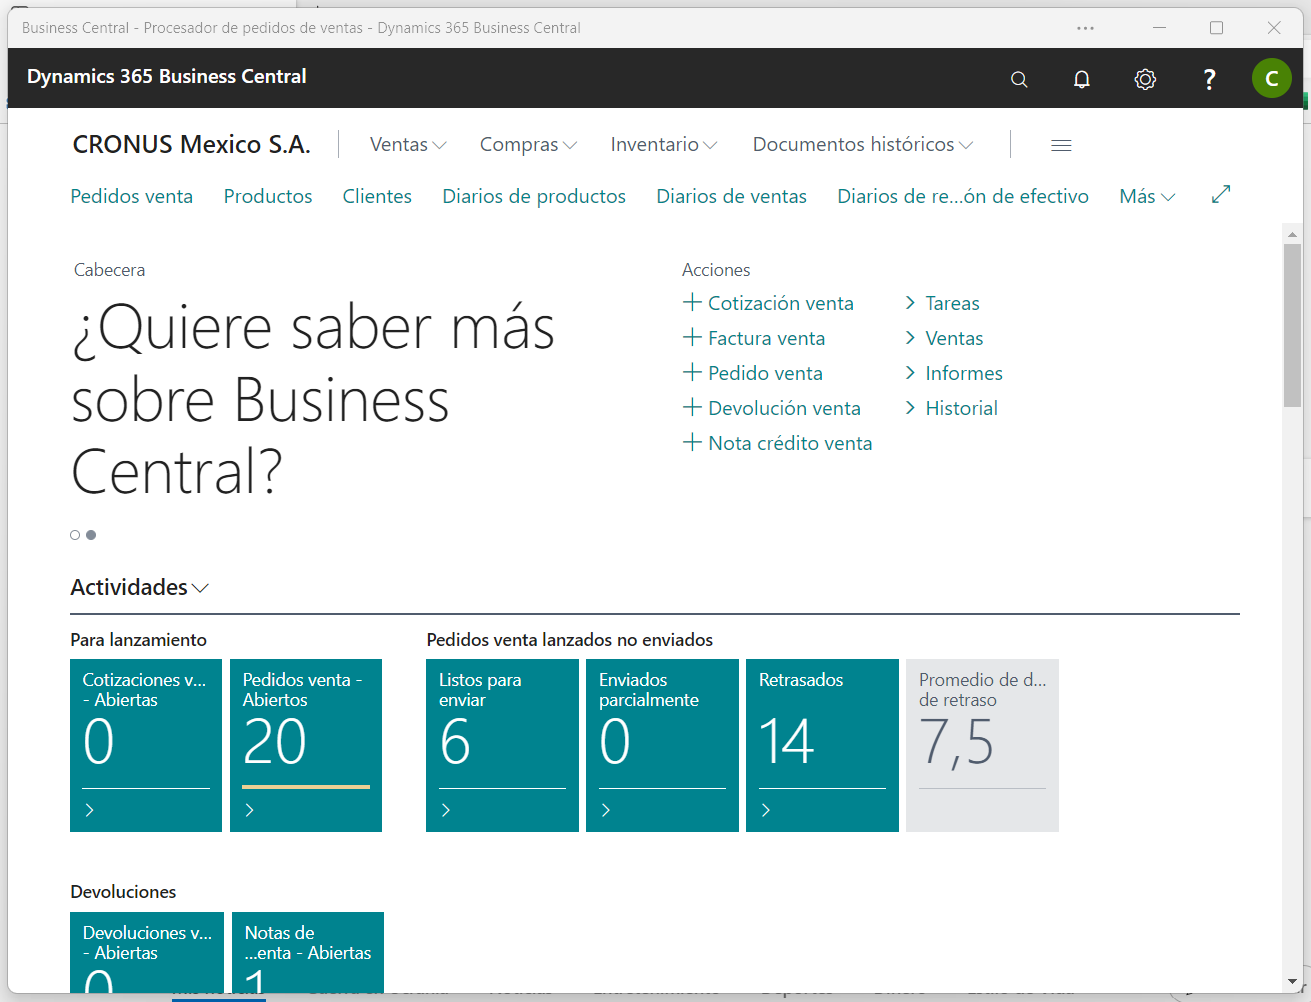 Business Central - Procesador de pedidos de ventas - Dynamics 365 Business Central
Dynamics 365 Business Central
?
C
CRONUS Mexico S.A.
Ventas
Compras
Inventario
Documentos históricos
Pedidos venta
Productos
Clientes
Diarios de productos
Diarios de ventas
Diarios de re...ón de efectivo
Más
Cabecera
¿Quiere saber más
sobre Business
Central?
Acciones
Cotización venta
Factura venta
Pedido venta
Devolución venta
Nota crédito venta
Tareas
Ventas
Informes
Historial
Actividades
Para lanzamiento
Cotizaciones v...
- Abiertas
0
Pedidos venta -
Abiertos
20
Pedidos venta lanzados no enviados
Listos para
enviar
6
Enviados
parcialmente
0
Retrasados
14
Promedio de d...
de retraso
7,5
Devoluciones
Devoluciones v...
- Abiertas
0
Notas de
...enta - Abiertas
1